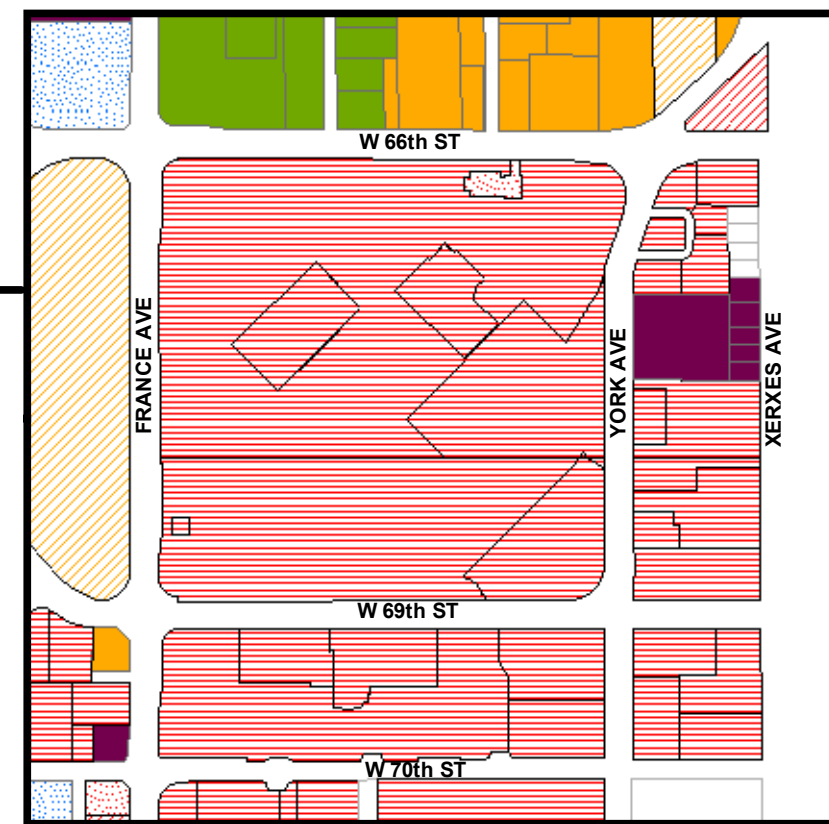 W 66th ST
FRANCE AVE
YORK AVE
XERXES AVE
W 69th ST
W 70th ST